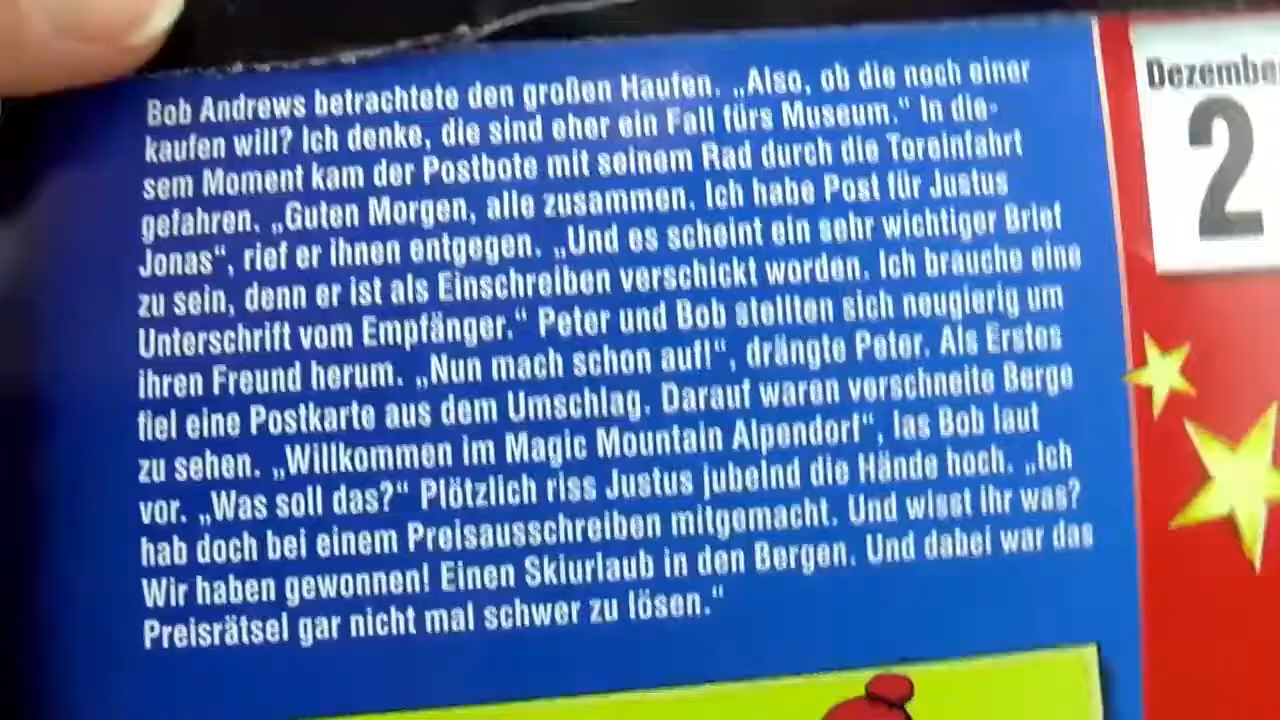 Bob Andrews betrachtete den großen Haufen. „Also, ob die noch einer
kaufen will? Ich denke, die sind eher ein Fall fürs Museum.“ In die-
sem Moment kam der Postbote mit seinem Rad durch die Toreinfahrt
gefahren. „Guten Morgen, alle zusammen. Ich habe Post für Justus
Jonas“, rief er ihnen entgegen. „Und es scheint ein sehr wichtiger Brief
zu sein, denn er ist als Einschreiben verschickt worden. Ich brauche eine
Unterschrift vom Empfänger.“ Peter und Bob stellten sich neugierig um
ihren Freund herum. „Nun mach schon auf!“, drängte Peter. Als Erstes
fiel eine Postkarte aus dem Umschlag. Darauf waren verschneite Berge
zu sehen. „Willkommen im Magic Mountain Alpendorf“, las Bob laut
vor. „Was soll das?“ Plötzlich riss Justus jubelnd die Hände hoch. „Ich
hab doch bei einem Preisausschreiben mitgemacht. Und wisst ihr was?
Wir haben gewonnen! Einen Skiurlaub in den Bergen. Und dabei war das
Preisrätsel gar nicht mal schwer zu lösen.“
Dezember
2